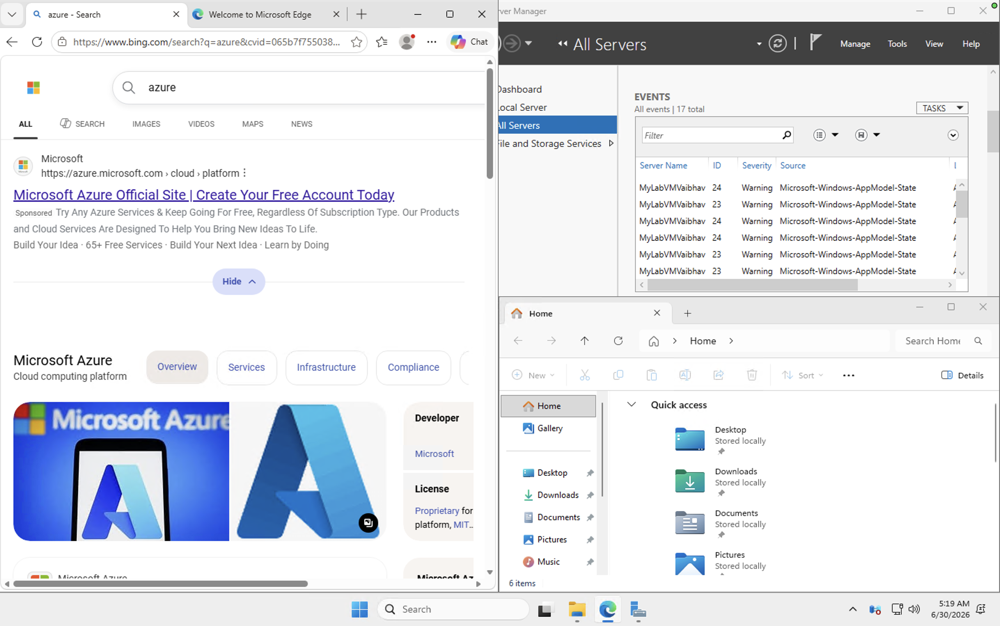 azure - Search
Welcome to Microsoft Edge
https://www.bing.com/search?q=azure&cvid=065b7f755038...
Chat
azure
ALL
SEARCH
IMAGES
VIDEOS
MAPS
NEWS
Microsoft
https://azure.microsoft.com › cloud › platform
Microsoft Azure Official Site | Create Your Free Account Today
Sponsored Try Any Azure Services & Keep Going For Free, Regardless Of Subscription Type. Our Products
and Cloud Services Are Designed To Help You Bring New Ideas To Life.
Build Your Idea · 65+ Free Services · Build Your Next Idea · Learn by Doing
Hide
Microsoft Azure
Cloud computing platform
Overview
Services
Infrastructure
Compliance
Microsoft Azure
Developer
Microsoft
License
Proprietary for
platform, MIT...
Microsoft Azure
Microsoft Az
rver Manager
All Servers
Manage
Tools
View
Help
Dashboard
Local Server
All Servers
File and Storage Services
EVENTS
All events | 17 total
TASKS
Filter
Server Name ID Severity Source
MyLabVMVaibhav 24 Warning Microsoft-Windows-AppModel-State
MyLabVMVaibhav 23 Warning Microsoft-Windows-AppModel-State
MyLabVMVaibhav 24 Warning Microsoft-Windows-AppModel-State
MyLabVMVaibhav 24 Warning Microsoft-Windows-AppModel-State
MyLabVMVaibhav 23 Warning Microsoft-Windows-AppModel-State
MyLabVMVaibhav 23 Warning Microsoft-Windows-AppModel-State
Home
Home
Search Home
New
Sort
Details
Home
Gallery
Desktop
Downloads
Documents
Pictures
Music
Quick access
Desktop
Stored locally
Downloads
Stored locally
Documents
Stored locally
Pictures
Stored locally
6 items
Search
5:19 AM
6/30/2026